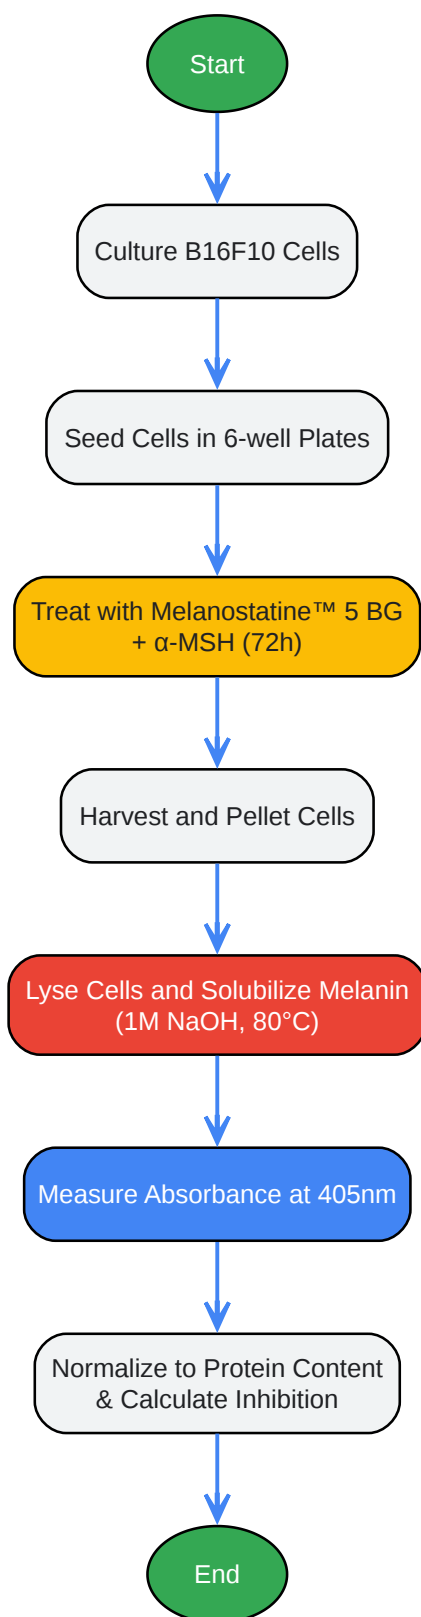 Start
Culture B16F10 Cells
Seed Cells in 6-well Plates
Treat with Melanostatine™ 5 BG
+ α-MSH (72h)
Harvest and Pellet Cells
Lyse Cells and Solubilize Melanin
(1M NaOH, 80°C)
Measure Absorbance at 405nm
Normalize to Protein Content
& Calculate Inhibition
End